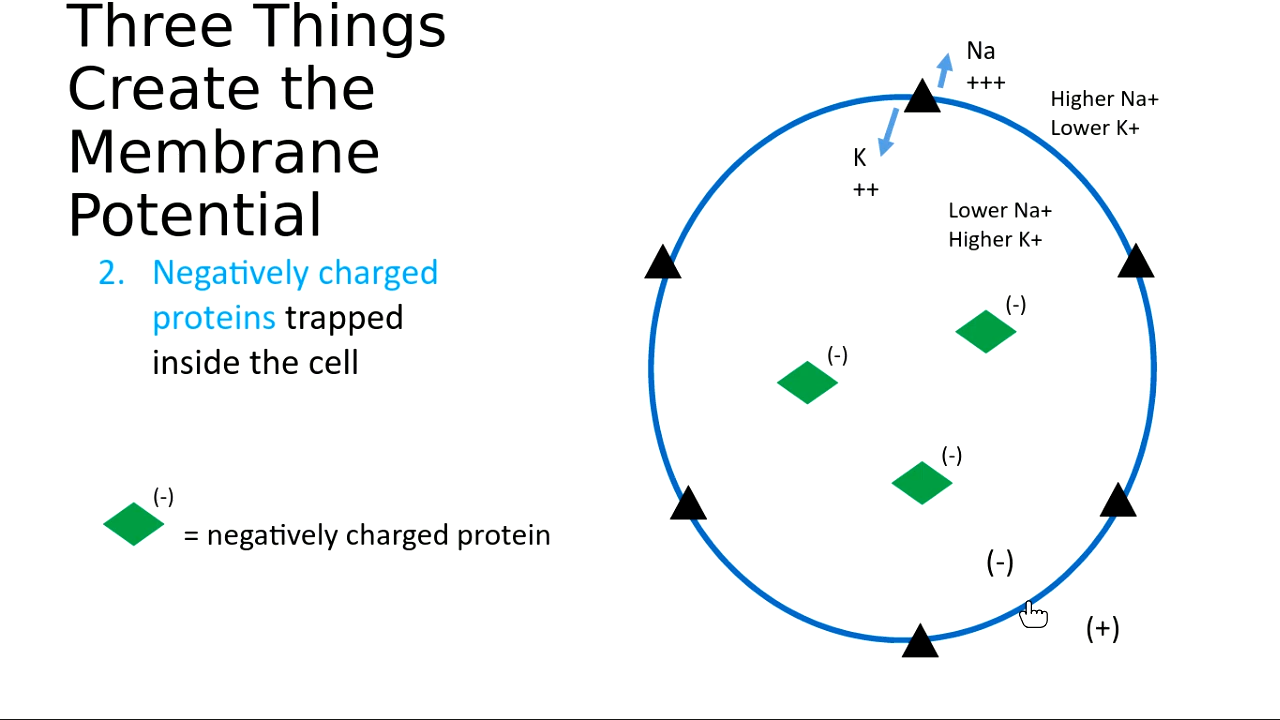 Three Things
Create the
Membrane
Potential
2. Negatively charged
proteins trapped
inside the cell
(-)
= negatively charged protein
Na
+++
Higher Na+
Lower K+
K
++
Lower Na+
Higher K+
(-)
(-)
(-)
(-)
(+)